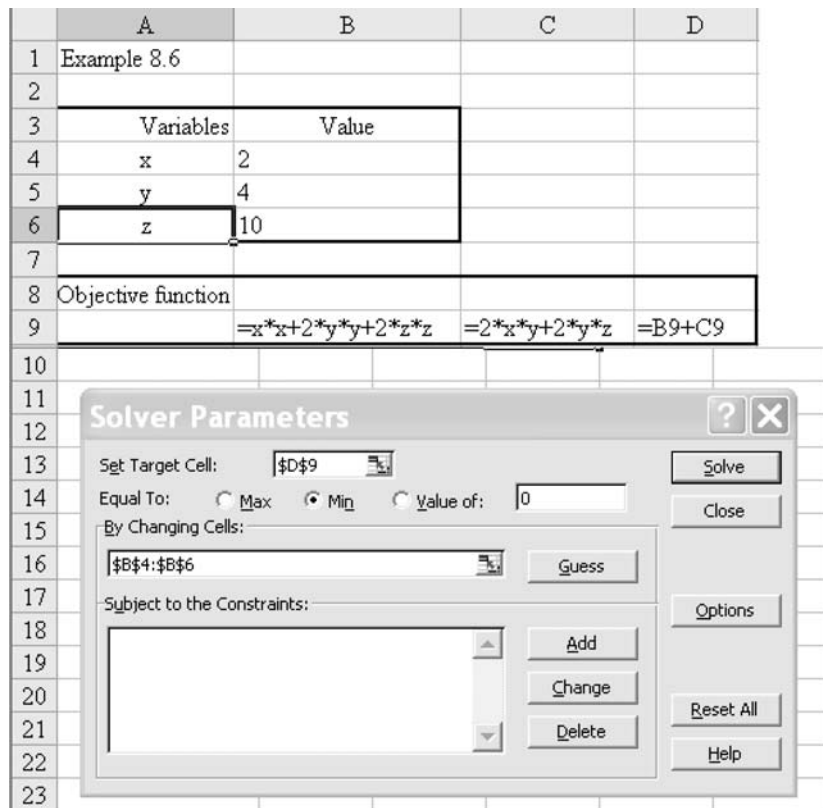 A B C D
1 Example 8.6
2
3 Variables Value
4 x 2
5 y 4
6 z 10
7
8 Objective function
9 =x*x+2*y*y+2*z*z =2*x*y+2*y*z =B9+C9
10
11
12
13
14
15
16
17
18
19
20
21
22
23
Solver Parameters ? X
Set Target Cell: $D$9 Solve
Equal To: Max Min Value of: 0 Close
By Changing Cells:
$B$4:$B$6 Guess
Subject to the Constraints: Options
Add
Change
Reset All
Delete
Help